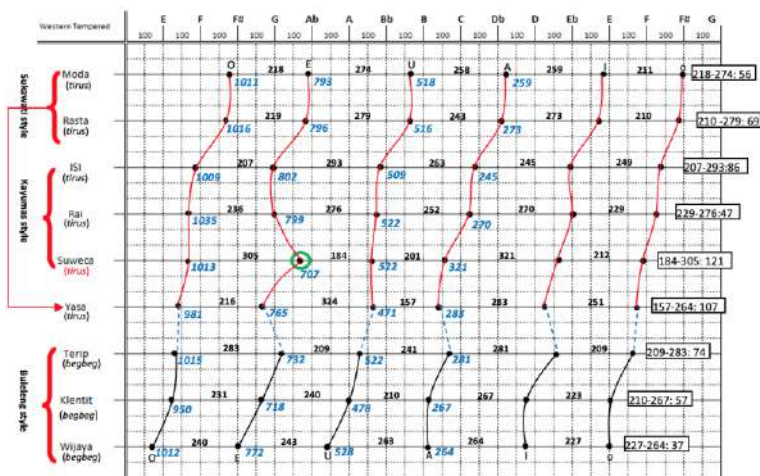 E F F# G Ab A Bb B C Db D Eb E F F# G
Western Tempered
100 100 100 100 100 100 100 100 100 100 100 100 100 100 100 100
100 100 100 100 100 100 100 100 100 100 100 100 100 100 100
O E U A I O
Sukawati style
Moda 218 274 258 259 211 218-274: 56
(tirus) 1011 793 518 259
Rasta 219 279 243 273 210 210-279: 69
(tirus) 1016 796 516 273
Kayumas style
ISI 207 293 263 245 249 207-293:86
(tirus) 1009 802 509 245
Rai 236 276 252 270 229 229-276:47
(tirus) 1035 799 522 270
Suweca 305 184 201 321 212 184-305: 121
(tirus) 1013 707 522 321
Yasa 216 324 157 283 251 157-264: 107
(tirus) 981 765 471 283
Buleleng style
Terip 283 209 241 281 209 209-283: 74
(begbeg) 1015 732 522 281
Klentit 231 240 210 267 223 210-267: 57
(begbeg) 950 718 478 267
Wijaya 240 243 263 264 227 227-264: 37
(begbeg) 1012 772 528 264
O E U A I O